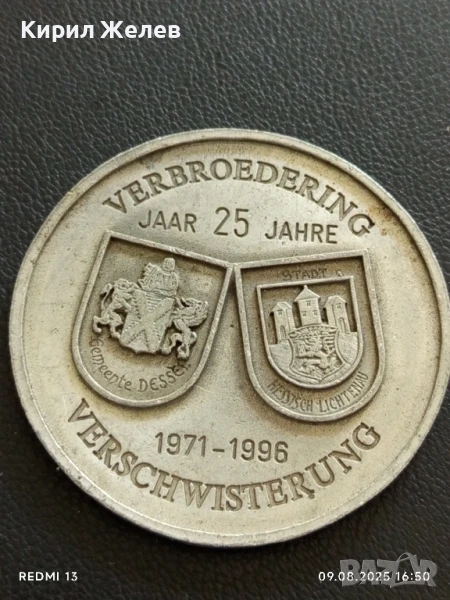 Кирил Желев
VERBROEDERING
JAAR 25 JAHRE
Gemeente DESSEL
STADT
HESSISCH LICHTENAU
1971-1996
VERSCHWISTERUNG
BAZAR
REDMI 13
09.08.2025 16:50